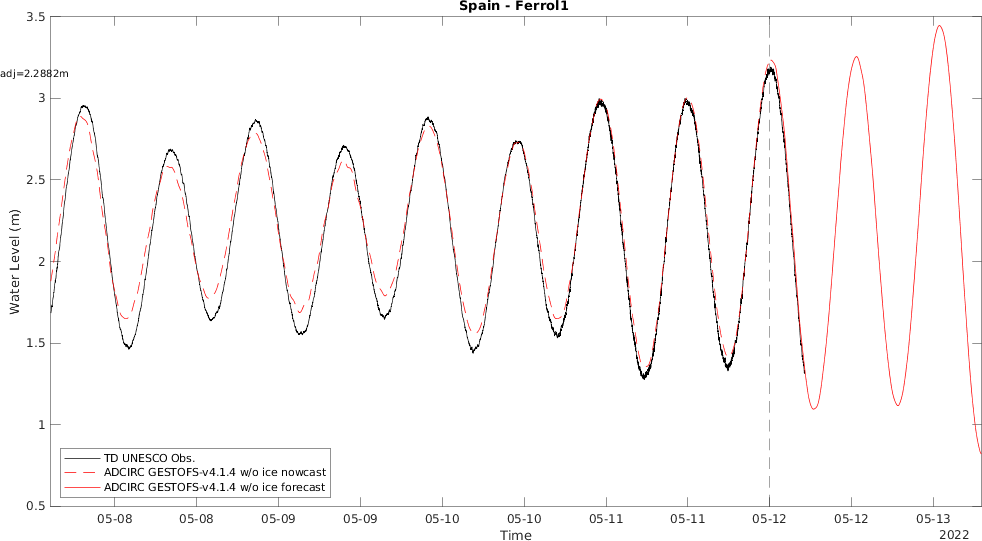 Spain - Ferrol1
3.5
adj=2.2882m
3
2.5
2
1.5
1
0.5
Water Level (m)
TD UNESCO Obs.
ADCIRC GESTOFS-v4.1.4 w/o ice nowcast
ADCIRC GESTOFS-v4.1.4 w/o ice forecast
05-08 05-08 05-09 05-09 05-10 05-10 05-11 05-11 05-12 05-12 05-13
Time
2022